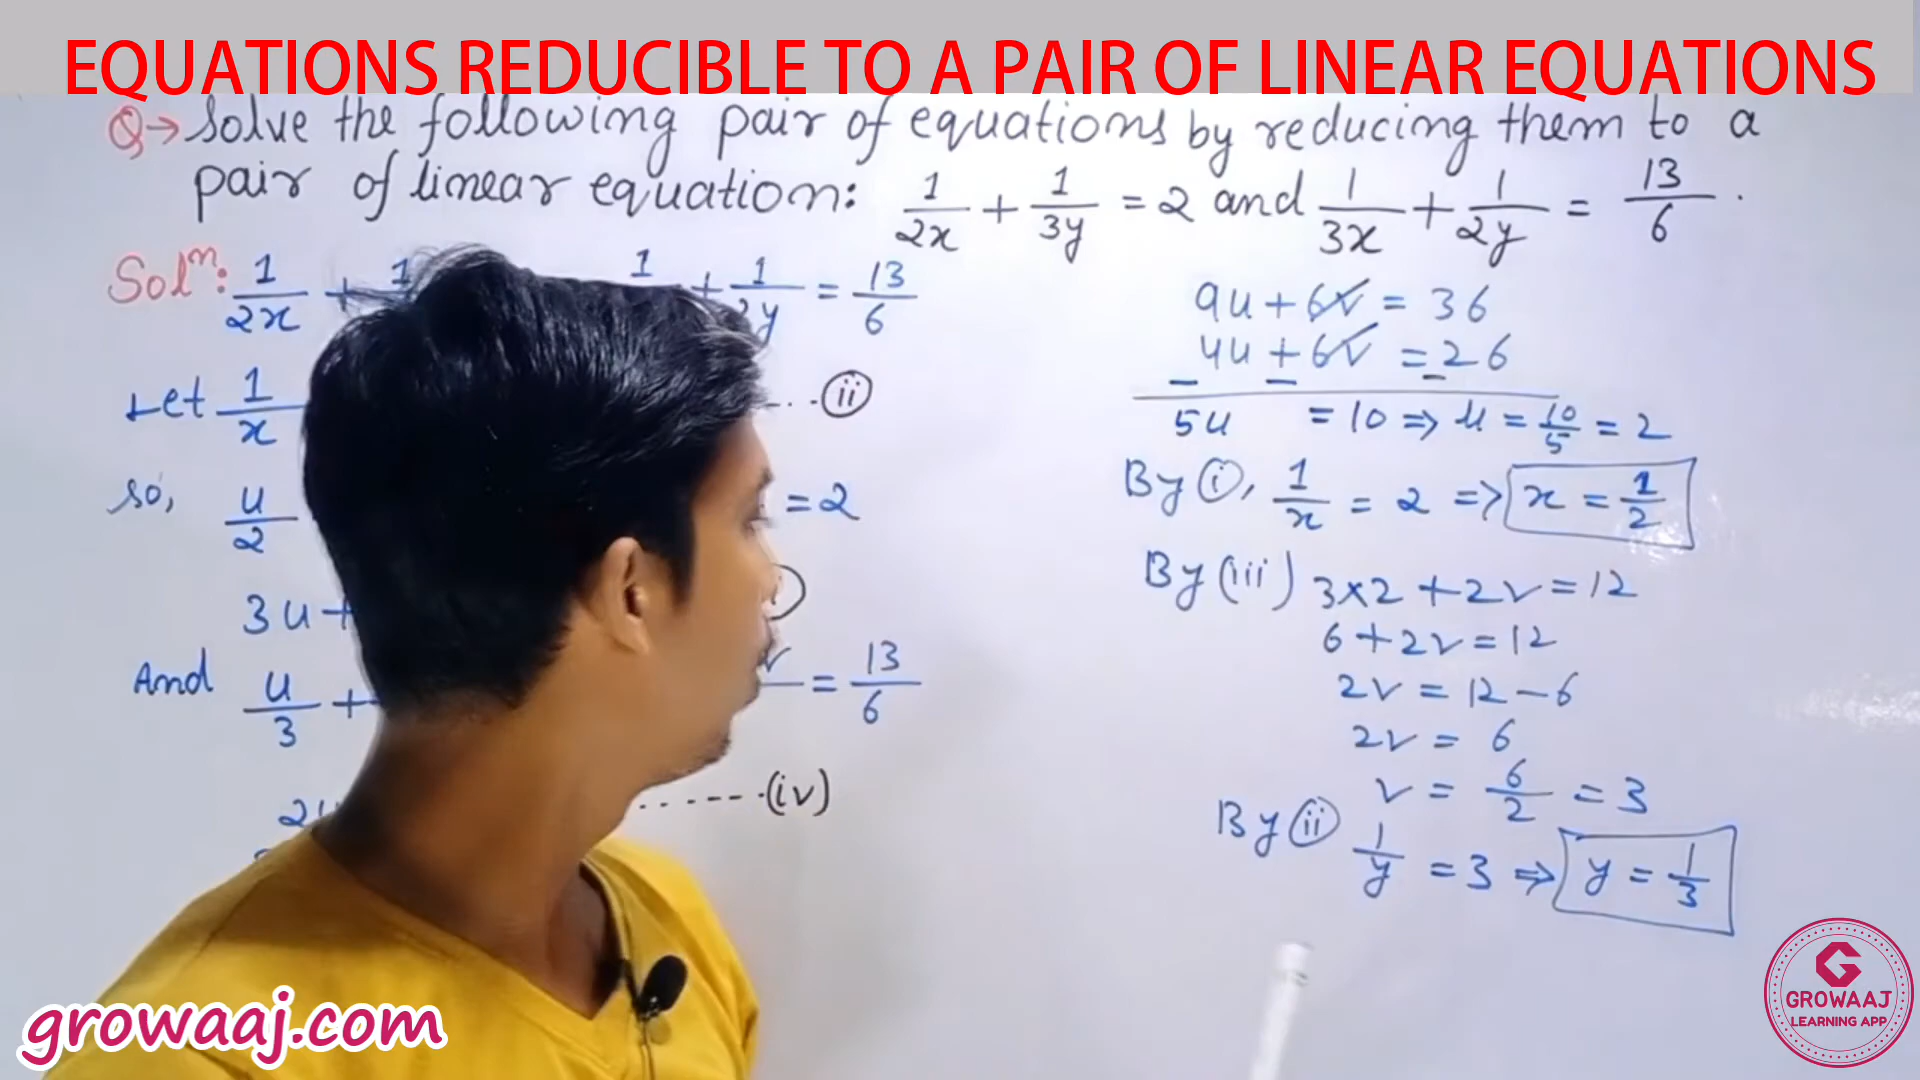 EQUATIONS REDUCIBLE TO A PAIR OF LINEAR EQUATIONS
Q→ Solve the following pair of equations by reducing them to a
pair of linear equation: 1/2x + 1/3y = 2 and 1/3x + 1/2y = 13/6.
Solⁿ: 1/2x + 1 1 + 1/2y = 13/6
Let 1/x ...(ii)
so, u/2 = 2
3u+
And u/3 + v = 13/6
2u ......(iv)
9u + 6v = 36
4u + 6v = 26
- - -
5u = 10 ⇒ u = 10/5 = 2
By (i), 1/x = 2 ⇒ x = 1/2
By (iii) 3×2 + 2v = 12
6 + 2v = 12
2v = 12 - 6
2v = 6
v = 6/2 = 3
By (ii) 1/y = 3 ⇒ y = 1/3
growaaj.com
G
GROWAAJ
LEARNING APP